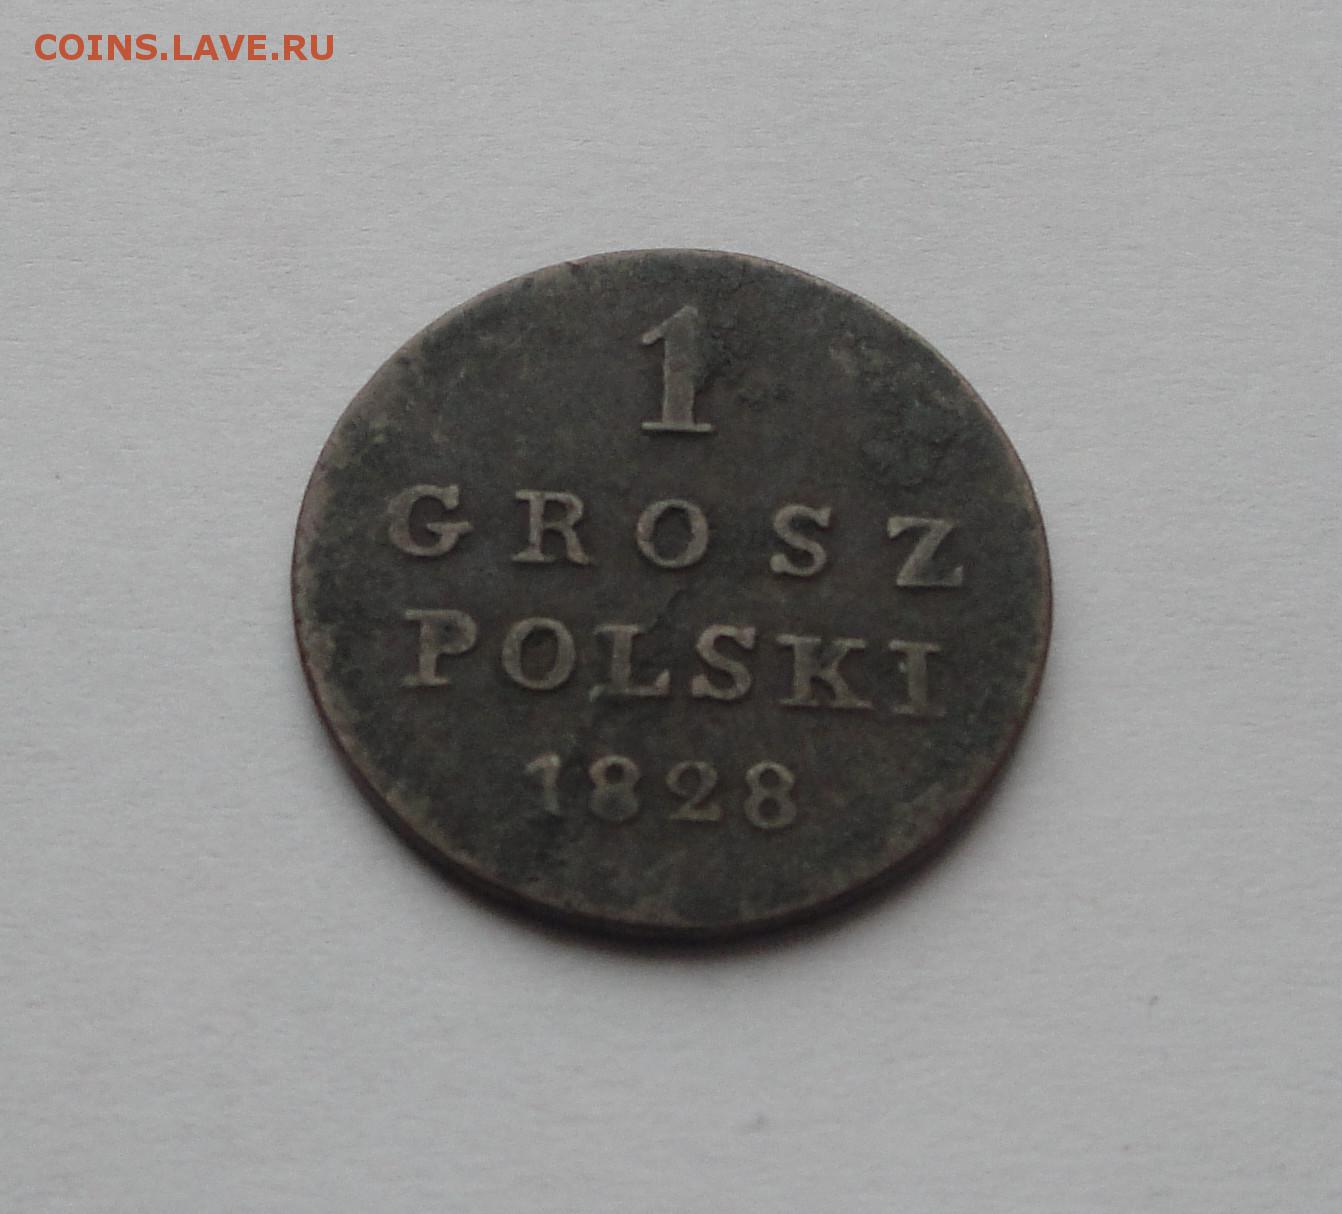 COINS.LAVE.RU
1
GROSZ
POLSKI
1828